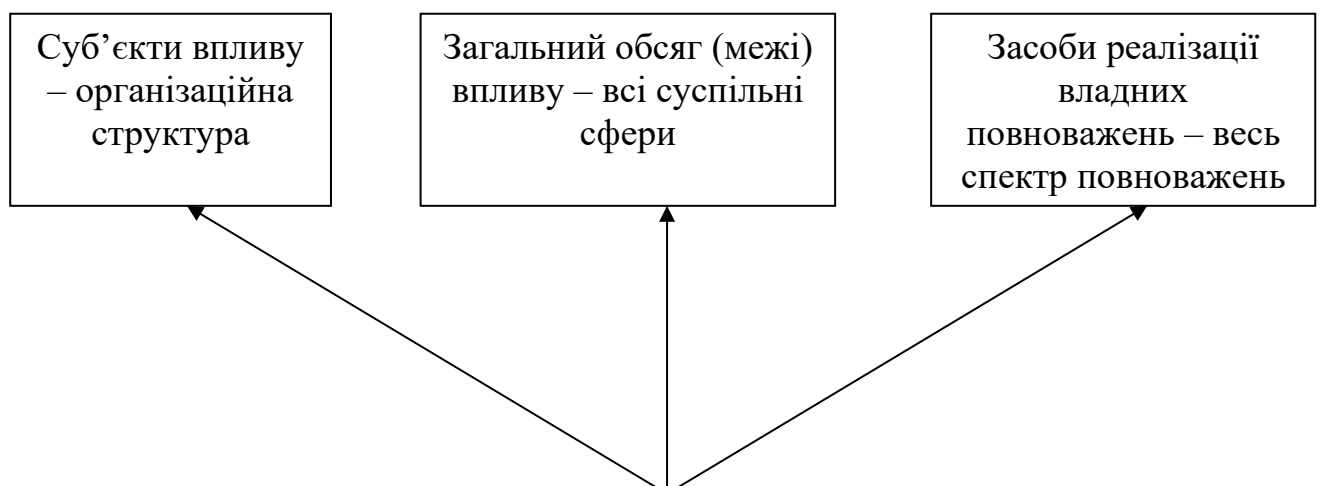 Суб’єкти впливу
– організаційна
структура
Загальний обсяг (межі)
впливу – всі суспільні
сфери
Засоби реалізації
владних
повноважень – весь
спектр повноважень